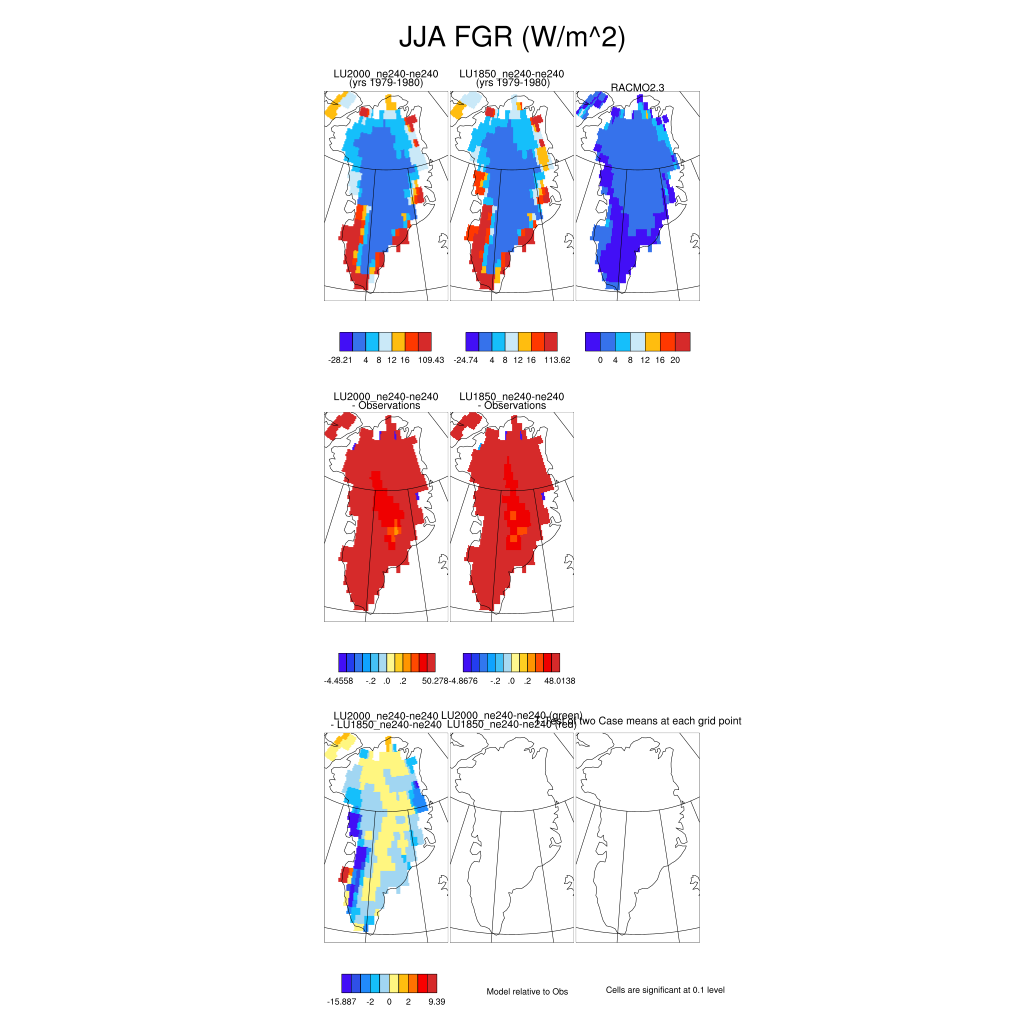 JJA FGR (W/m^2)
LU2000_ne240-ne240
(yrs 1979-1980)
LU1850_ne240-ne240
(yrs 1979-1980)
RACMO2.3
-28.21 4 8 12 16 109.43
-24.74 4 8 12 16 113.62
0 4 8 12 16 20
LU2000_ne240-ne240
- Observations
LU1850_ne240-ne240
- Observations
-4.4558 -.2 .0 .2 50.278
-4.8676 -.2 .0 .2 48.0138
LU2000_ne240-ne240
- LU1850_ne240-ne240
LU2000_ne240-ne240 (green)
LU1850_ne240-ne240 (red)
of two Case means at each grid point
-15.887 -2 0 2 9.39
Model relative to Obs
Cells are significant at 0.1 level